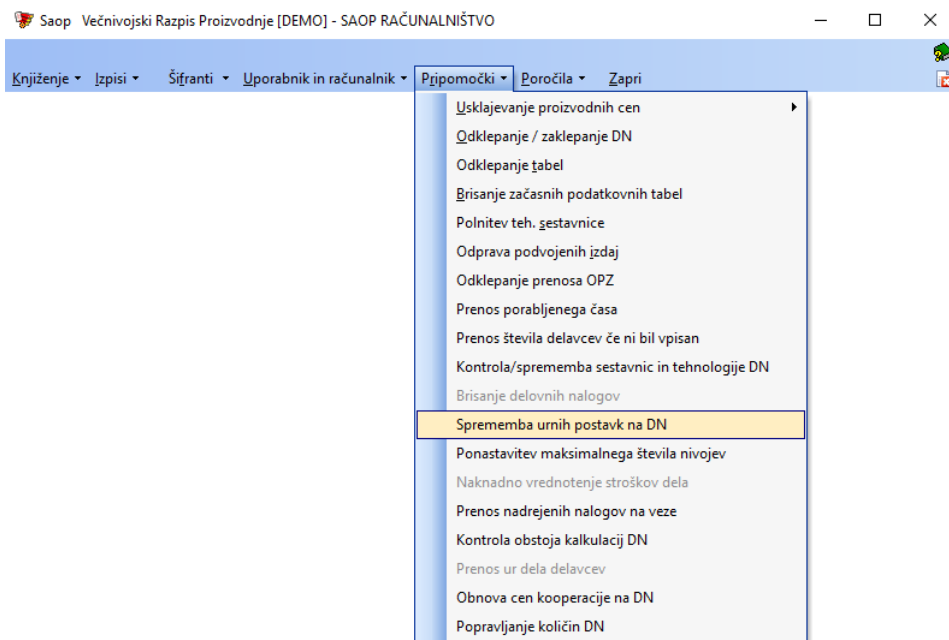 Saop Večnivojski Razpis Proizvodnje [DEMO] - SAOP RAČUNALNIŠTVO
Knjiženje Izpisi Šifranti Uporabnik in računalnik Pripomočki Poročila Zapri
Usklajevanje proizvodnih cen
Odklepanje / zaklepanje DN
Odklepanje tabel
Brisanje začasnih podatkovnih tabel
Polnitev teh. sestavnice
Odprava podvojenih izdaj
Odklepanje prenosa OPZ
Prenos porabljenega časa
Prenos števila delavcev če ni bil vpisan
Kontrola/sprememba sestavnic in tehnologije DN
Brisanje delovnih nalogov
Sprememba urnih postavk na DN
Ponastavitev maksimalnega števila nivojev
Naknadno vrednotenje stroškov dela
Prenos nadrejenih nalogov na veze
Kontrola obstoja kalkulacij DN
Prenos ur dela delavcev
Obnova cen kooperacije na DN
Popravljanje količin DN